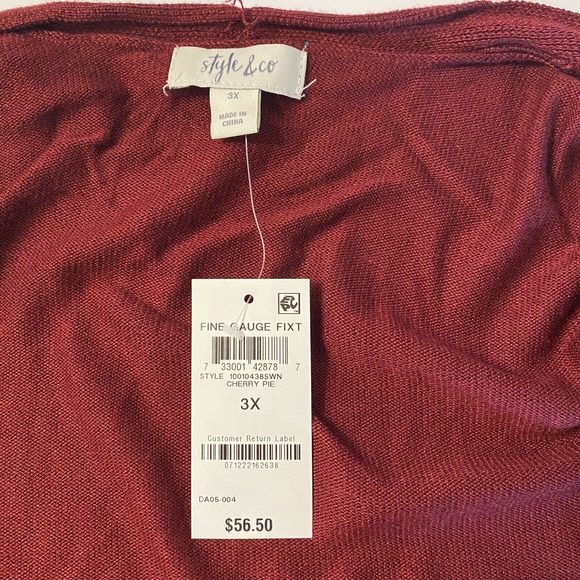 style & co
3X
MADE IN
CHINA
FINE GAUGE FIXT
7 33001 42878 7
STYLE 100104385WN
CHERRY PIE
3X
Customer Return Label
071222162638
DA05-004
$56.50